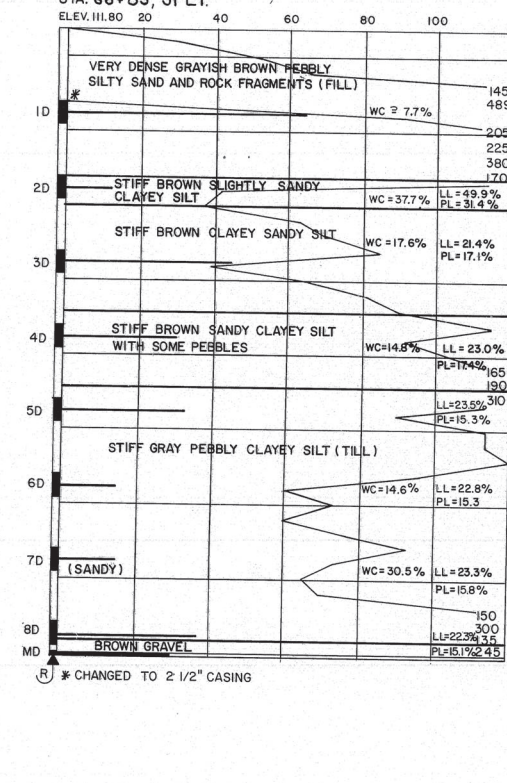 ELEV. 111.80 20 40 60 80 100
VERY DENSE GRAYISH BROWN PEBBLY
SILTY SAND AND ROCK FRAGMENTS (FILL)
145
*
489
1D
WC = 7.7%
205
225
380
170
2D
STIFF BROWN SLIGHTLY SANDY
CLAYEY SILT
WC = 37.7%
LL = 49.9%
PL = 31.4%
STIFF BROWN CLAYEY SANDY SILT
WC = 17.6%
LL = 21.4%
PL = 17.1%
3D
STIFF BROWN SANDY CLAYEY SILT
4D
WITH SOME PEBBLES
WC=14.8%
LL = 23.0%
PL=17.4%
165
190
310
LL=23.5%
5D
PL=15.3%
STIFF GRAY PEBBLY CLAYEY SILT (TILL)
6D
WC=14.6%
LL=22.8%
PL=15.3
7D
(SANDY)
WC=30.5%
LL=23.3%
PL=15.8%
150
8D
300
LL=22.3%
135
MD
BROWN GRAVEL
PL=15.1%
245
R
* CHANGED TO 2 1/2" CASING